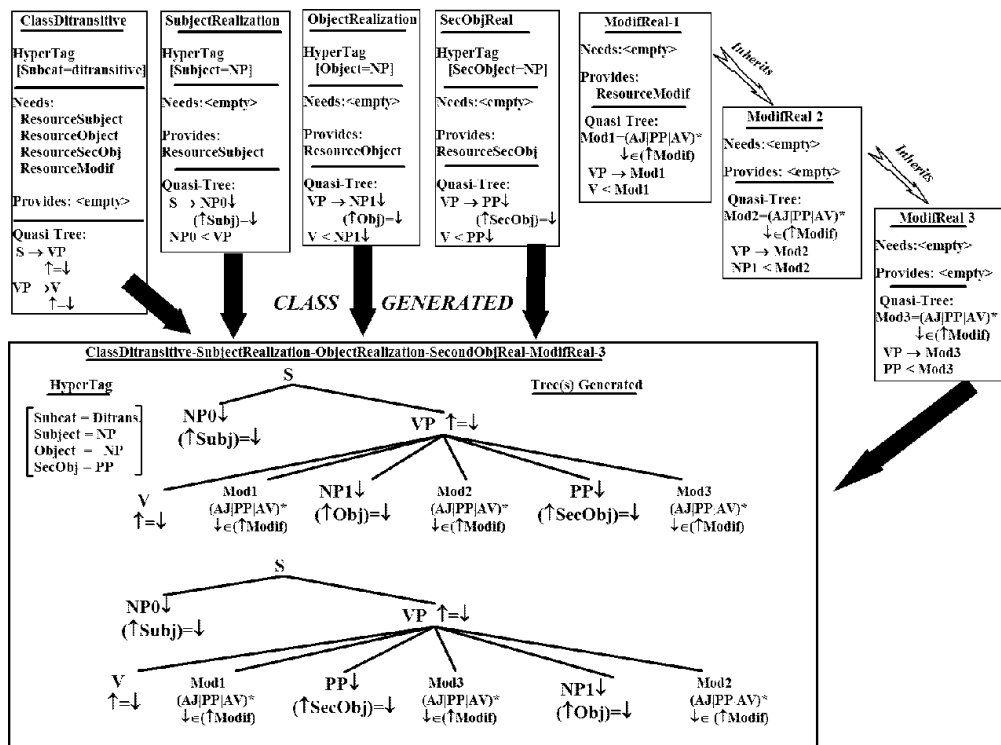 ClassDitransitive
HyperTag
[Subcat=ditransitive]
Needs:
ResourceSubject
ResourceObject
ResourceSecObj
ResourceModif
Provides: <empty>
Quasi Tree:
S → VP
↑=↓
VP →V
↑=↓
SubjectRealization
HyperTag
[Subject=NP]
Needs:<empty>
Provides:
ResourceSubject
Quasi-Tree:
S → NP0↓
(↑Subj)=↓
NP0 < VP
ObjectRealization
HyperTag
[Object=NP]
Needs: <empty>
Provides:
ResourceObject
Quasi-Tree:
VP → NP1↓
(↑Obj)=↓
V < NP1↓
SecObjReal
HyperTag
[SecObject=NP]
Needs:<empty>
Provides:
ResourceSecObj
Quasi-Tree:
VP → PP↓
(↑SecObj)=↓
V < PP↓
ModifReal-1
Needs:<empty>
Provides:
ResourceModif
Quasi Tree:
Mod1=(AJ|PP|AV)*
↓∈(↑Modif)
VP → Mod1
V < Mod1
Inherits
ModifReal 2
Needs:<empty>
Provides: <empty>
Quasi-Tree:
Mod2=(AJ|PP|AV)*
↓∈(↑Modif)
VP → Mod2
NP1 < Mod2
Inherits
ModifReal 3
Needs:<empty>
Provides: <empty>
Quasi-Tree:
Mod3=(AJ|PP|AV)*
↓∈(↑Modif)
VP → Mod3
PP < Mod3
CLASS GENERATED
ClassDitransitive-SubjectRealization-ObjectRealization-SecondObjReal-ModifReal-3
HyperTag
Subcat = Ditrans.
Subject = NP
Object = NP
SecObj = PP
Tree(s) Generated
S
NP0↓
(↑Subj)=↓
VP ↑=↓
V Mod1 NP1↓ Mod2 PP↓ Mod3
↑=↓ (AJ|PP|AV)* (↑Obj)=↓ (AJ|PP|AV)* (↑SecObj)=↓ (AJ|PP|AV)*
↓∈(↑Modif) ↓∈(↑Modif) ↓∈(↑Modif)
S
NP0↓
(↑Subj)=↓
VP ↑=↓
V Mod1 PP↓ Mod3 NP1↓ Mod2
↑=↓ (AJ|PP|AV)* (↑SecObj)=↓ (AJ|PP|AV)* (↑Obj)=↓ (AJ|PP|AV)*
↓∈(↑Modif) ↓∈(↑Modif) ↓∈ (↑Modif)